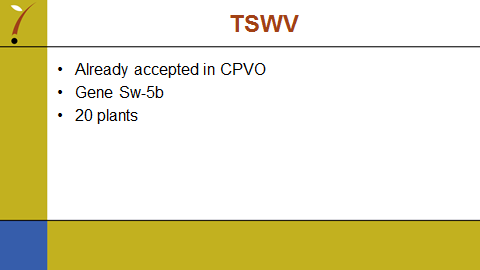 TSWV
• Already accepted in CPVO
• Gene Sw-5b
• 20 plants